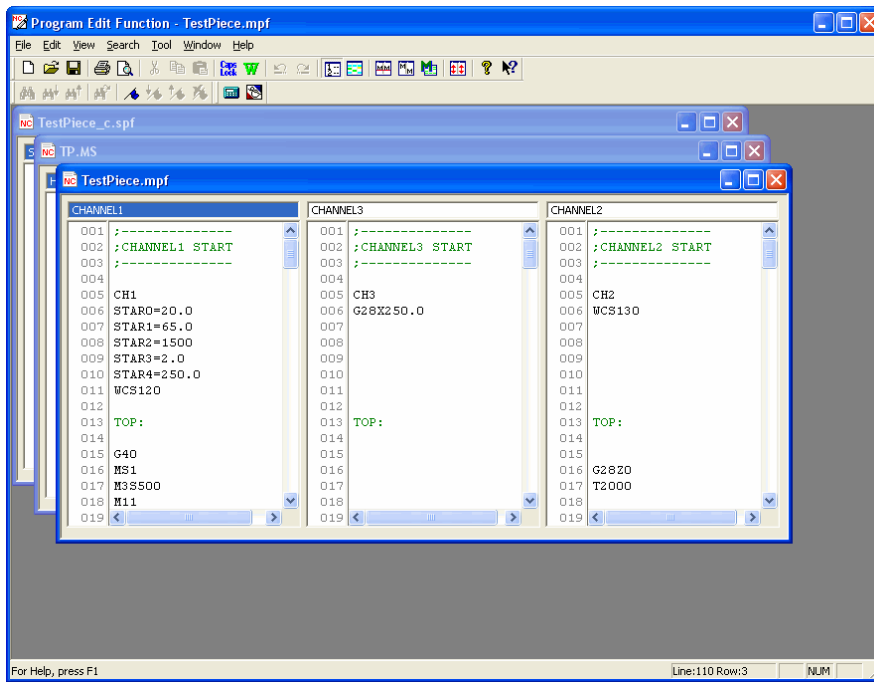 Program Edit Function - TestPiece.mpf
File Edit View Search Tool Window Help
TestPiece_c.spf
TP.MS
TestPiece.mpf
CHANNEL1
001 ;--------------
002 ;CHANNEL1 START
003 ;--------------
004
005 CH1
006 STAR0=20.0
007 STAR1=65.0
008 STAR2=1500
009 STAR3=2.0
010 STAR4=250.0
011 WCS120
012
013 TOP:
014
015 G40
016 MS1
017 M3S500
018 M11
019
CHANNEL3
001 ;--------------
002 ;CHANNEL3 START
003 ;--------------
004
005 CH3
006 G28X250.0
007
008
009
010
011
012
013 TOP:
014
015
016
017
018
019
CHANNEL2
001 ;--------------
002 ;CHANNEL2 START
003 ;--------------
004
005 CH2
006 WCS130
007
008
009
010
011
012
013 TOP:
014
015
016 G28Z0
017 T2000
018
019
For Help, press F1
Line:110 Row:3
NUM